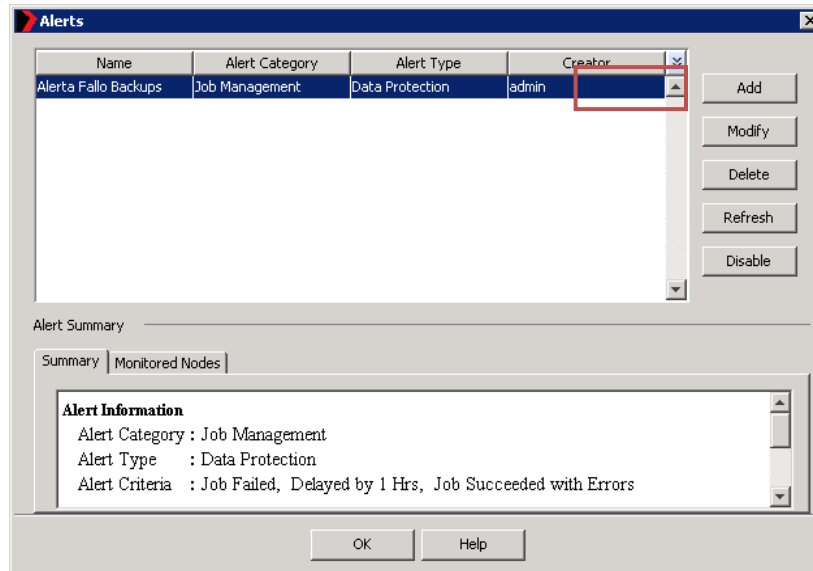 Alerts
Name Alert Category Alert Type Creator
Alerta Fallo Backups Job Management Data Protection admin
Add
Modify
Delete
Refresh
Disable
Alert Summary
Summary Monitored Nodes
Alert Information
Alert Category : Job Management
Alert Type : Data Protection
Alert Criteria : Job Failed, Delayed by 1 Hrs, Job Succeeded with Errors
OK Help